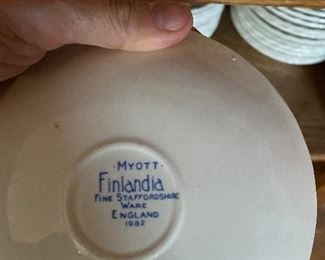 · MYOTT ·
Finlandia
FINE STAFFORDSHIRE
WARE
ENGLAND
1982